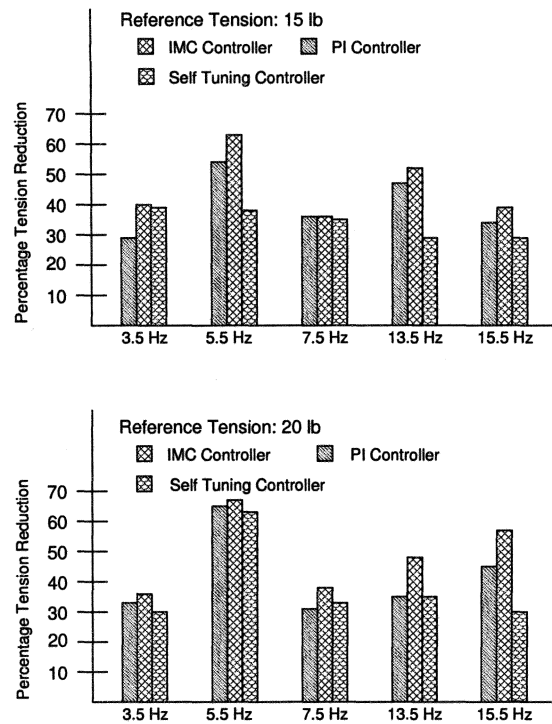 Reference Tension: 15 lb
IMC Controller PI Controller
Self Tuning Controller
Percentage Tension Reduction
70
60
50
40
30
20
10
3.5 Hz 5.5 Hz 7.5 Hz 13.5 Hz 15.5 Hz
Reference Tension: 20 lb
IMC Controller PI Controller
Self Tuning Controller
Percentage Tension Reduction
70
60
50
40
30
20
10
3.5 Hz 5.5 Hz 7.5 Hz 13.5 Hz 15.5 Hz